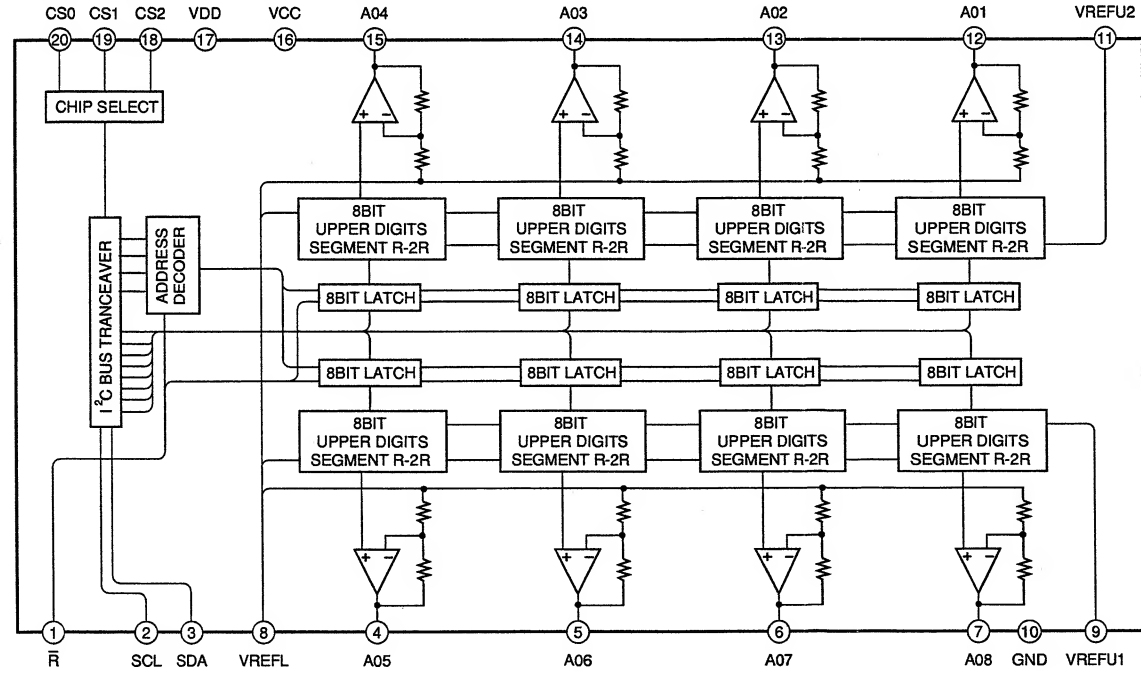 CS0 CS1 CS2 VDD VCC A04 A03 A02 A01 VREFU2
20 19 18 17 16 15 14 13 12 11
CHIP SELECT
+ − + − + − + −
8BIT
UPPER DIGITS
SEGMENT R-2R
8BIT
UPPER DIGITS
SEGMENT R-2R
8BIT
UPPER DIGITS
SEGMENT R-2R
8BIT
UPPER DIGITS
SEGMENT R-2R
I²C BUS TRANCEAVER
ADDRESS
DECODER
8BIT LATCH 8BIT LATCH 8BIT LATCH 8BIT LATCH
8BIT LATCH 8BIT LATCH 8BIT LATCH 8BIT LATCH
8BIT
UPPER DIGITS
SEGMENT R-2R
8BIT
UPPER DIGITS
SEGMENT R-2R
8BIT
UPPER DIGITS
SEGMENT R-2R
8BIT
UPPER DIGITS
SEGMENT R-2R
+ − + − + − + −
1 2 3 8 4 5 6 7 10 9
R̅ SCL SDA VREFL A05 A06 A07 A08 GND VREFU1